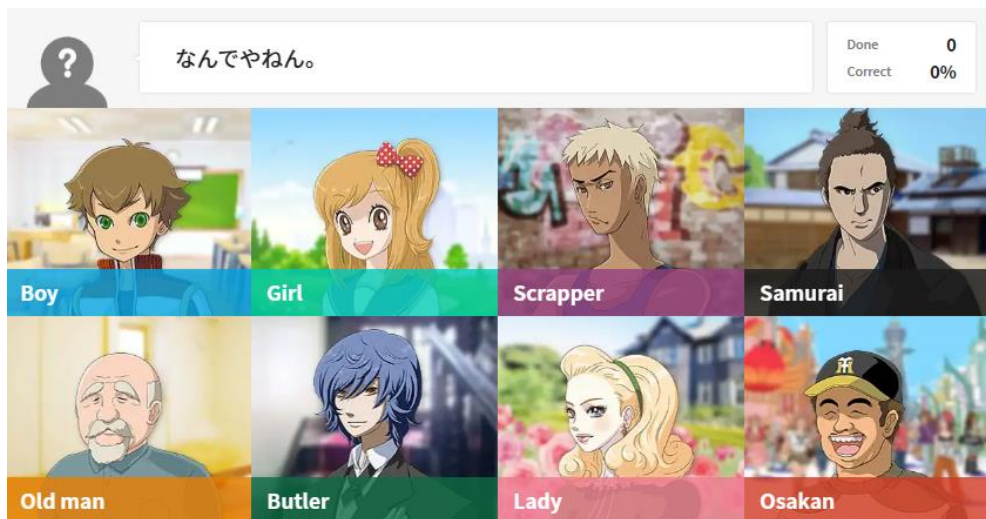 ?
なんでやねん。
Done 0
Correct 0%
Boy
Girl
Scrapper
Samurai
Old man
Butler
Lady
Osakan